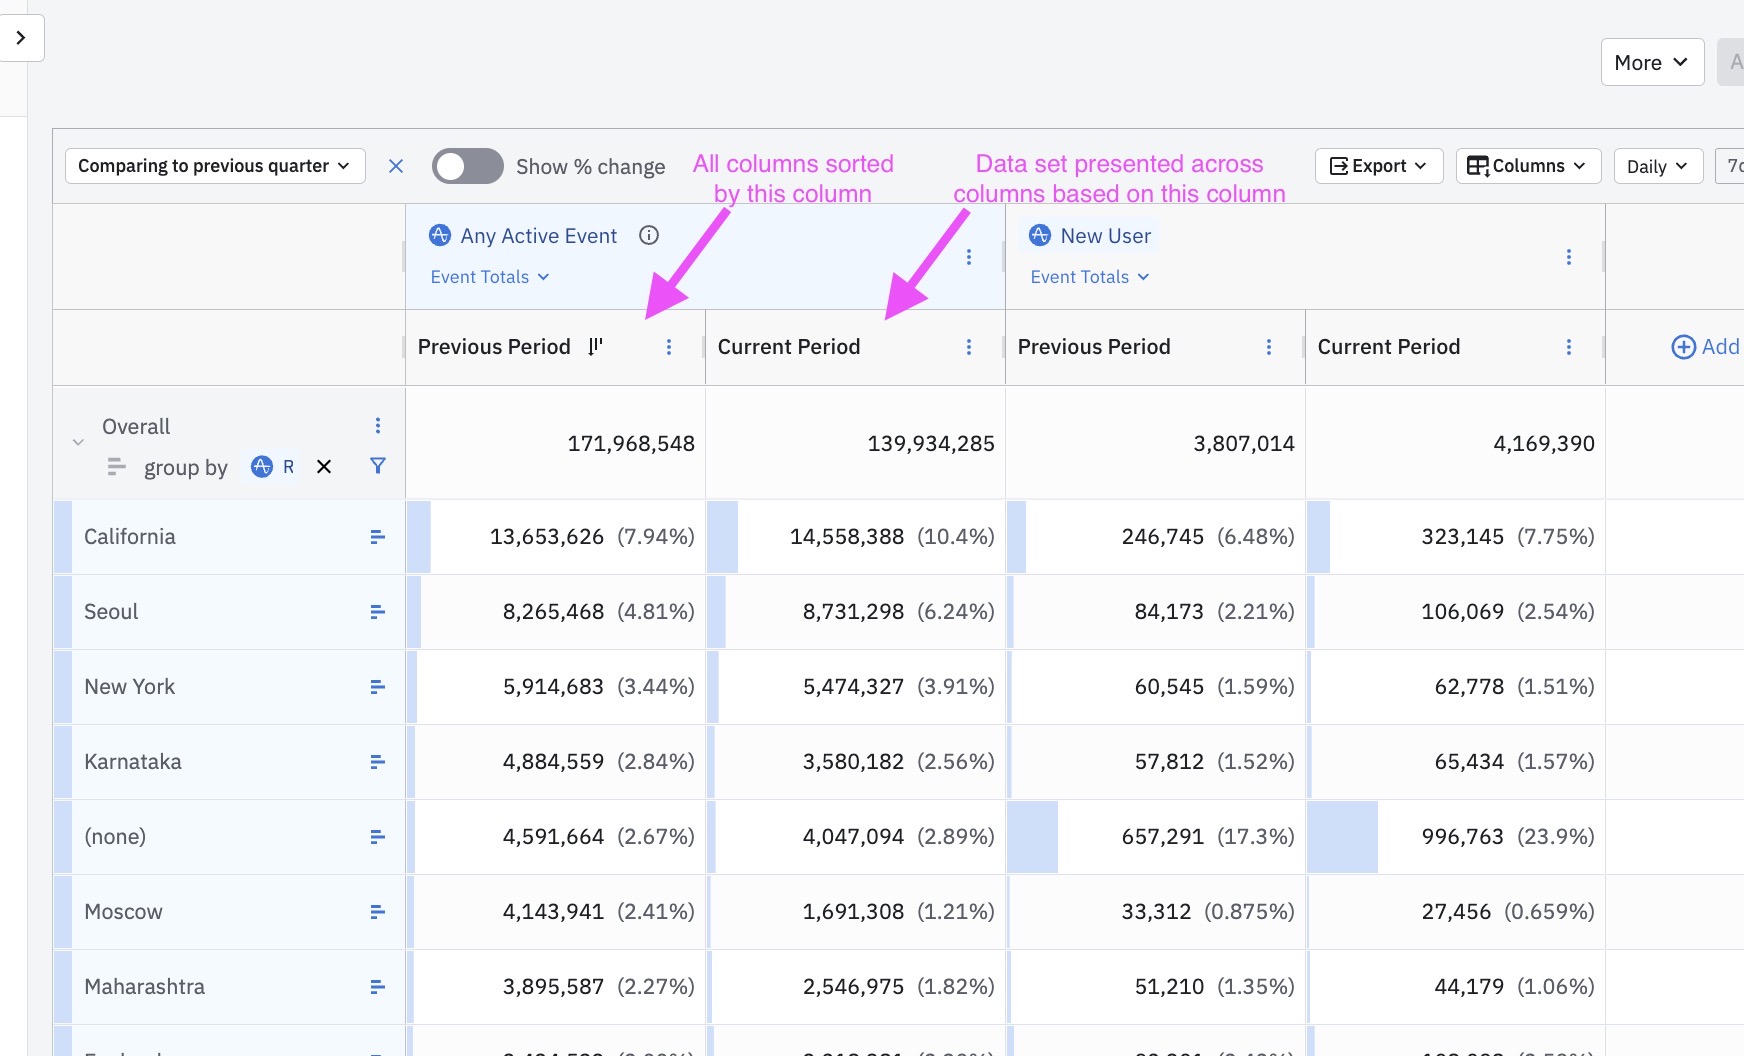 More
Comparing to previous quarter
Show % change
All columns sorted
by this column
Data set presented across
columns based on this column
Export
Columns
Daily
Any Active Event
Event Totals
New User
Event Totals
Previous Period
Current Period
Previous Period
Current Period
Add
Overall
group by R
171,968,548
139,934,285
3,807,014
4,169,390
California 13,653,626 (7.94%) 14,558,388 (10.4%) 246,745 (6.48%) 323,145 (7.75%)
Seoul 8,265,468 (4.81%) 8,731,298 (6.24%) 84,173 (2.21%) 106,069 (2.54%)
New York 5,914,683 (3.44%) 5,474,327 (3.91%) 60,545 (1.59%) 62,778 (1.51%)
Karnataka 4,884,559 (2.84%) 3,580,182 (2.56%) 57,812 (1.52%) 65,434 (1.57%)
(none) 4,591,664 (2.67%) 4,047,094 (2.89%) 657,291 (17.3%) 996,763 (23.9%)
Moscow 4,143,941 (2.41%) 1,691,308 (1.21%) 33,312 (0.875%) 27,456 (0.659%)
Maharashtra 3,895,587 (2.27%) 2,546,975 (1.82%) 51,210 (1.35%) 44,179 (1.06%)